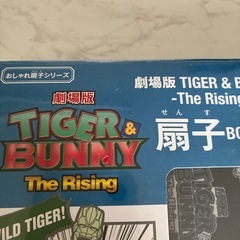 おしゃれ扇子シリーズ
劇場版
TIGER &
BUNNY
The Rising
劇場版 TIGER & B
-The Rising
せんす
扇子BO
ILD TIGER!